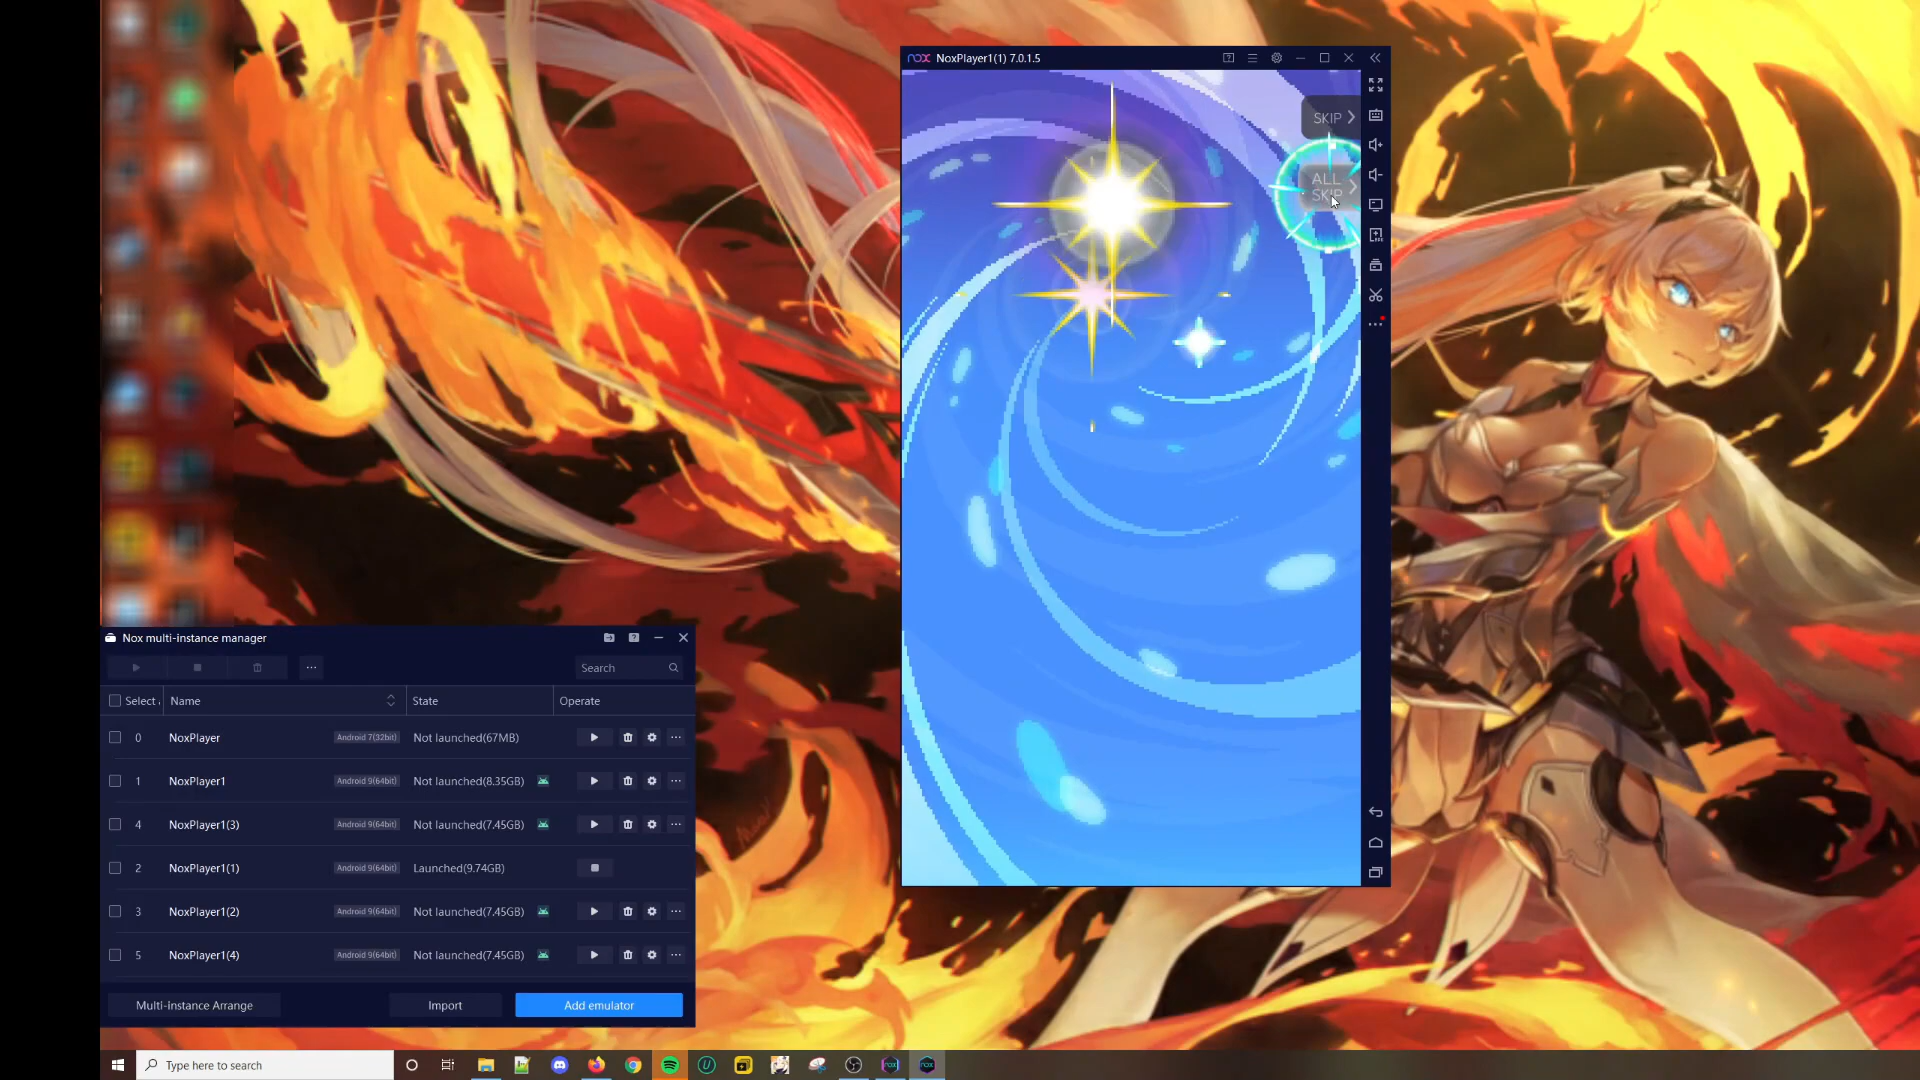 nox NoxPlayer1(1) 7.0.1.5
SKIP
ALL
SKIP
Nox multi-instance manager
Search
Select
Name
State
Operate
0 NoxPlayer Android 7(32bit) Not launched(67MB)
1 NoxPlayer1 Android 9(64bit) Not launched(8.35GB)
4 NoxPlayer1(3) Android 9(64bit) Not launched(7.45GB)
2 NoxPlayer1(1) Android 9(64bit) Launched(9.74GB)
3 NoxPlayer1(2) Android 9(64bit) Not launched(7.45GB)
5 NoxPlayer1(4) Android 9(64bit) Not launched(7.45GB)
Multi-instance Arrange
Import
Add emulator
Type here to search